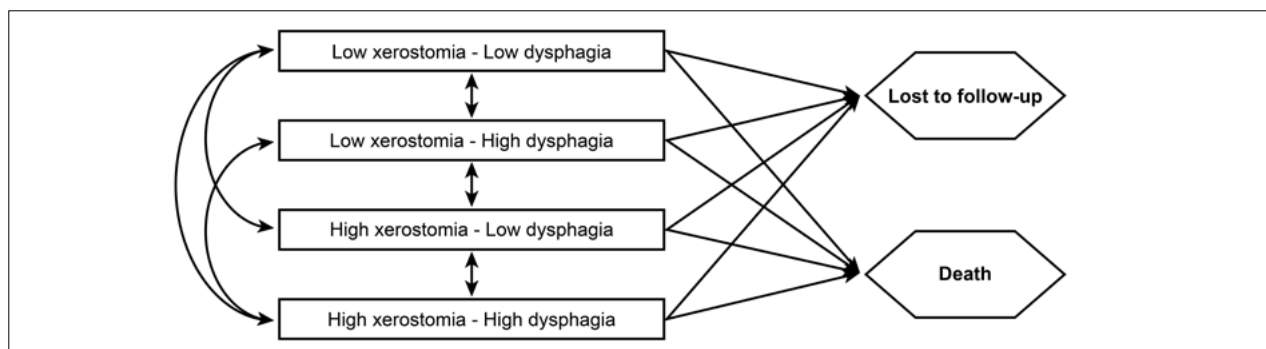 Low xerostomia - Low dysphagia
Low xerostomia - High dysphagia
High xerostomia - Low dysphagia
High xerostomia - High dysphagia
Lost to follow-up
Death